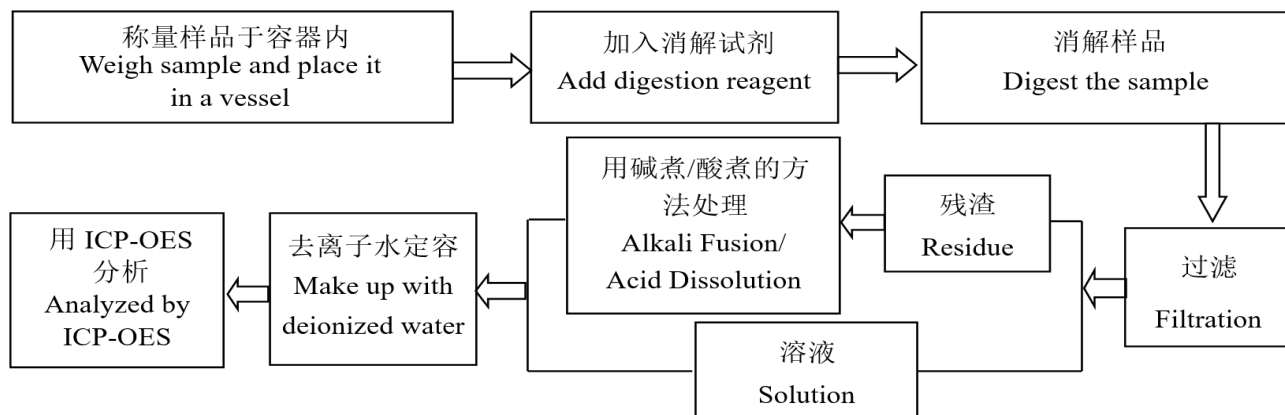 称量样品于容器内
Weigh sample and place it
in a vessel
加入消解试剂
Add digestion reagent
消解样品
Digest the sample
过滤
Filtration
残渣
Residue
用碱煮/酸煮的方
法处理
Alkali Fusion/
Acid Dissolution
溶液
Solution
去离子水定容
Make up with
deionized water
用 ICP-OES
分析
Analyzed by
ICP-OES